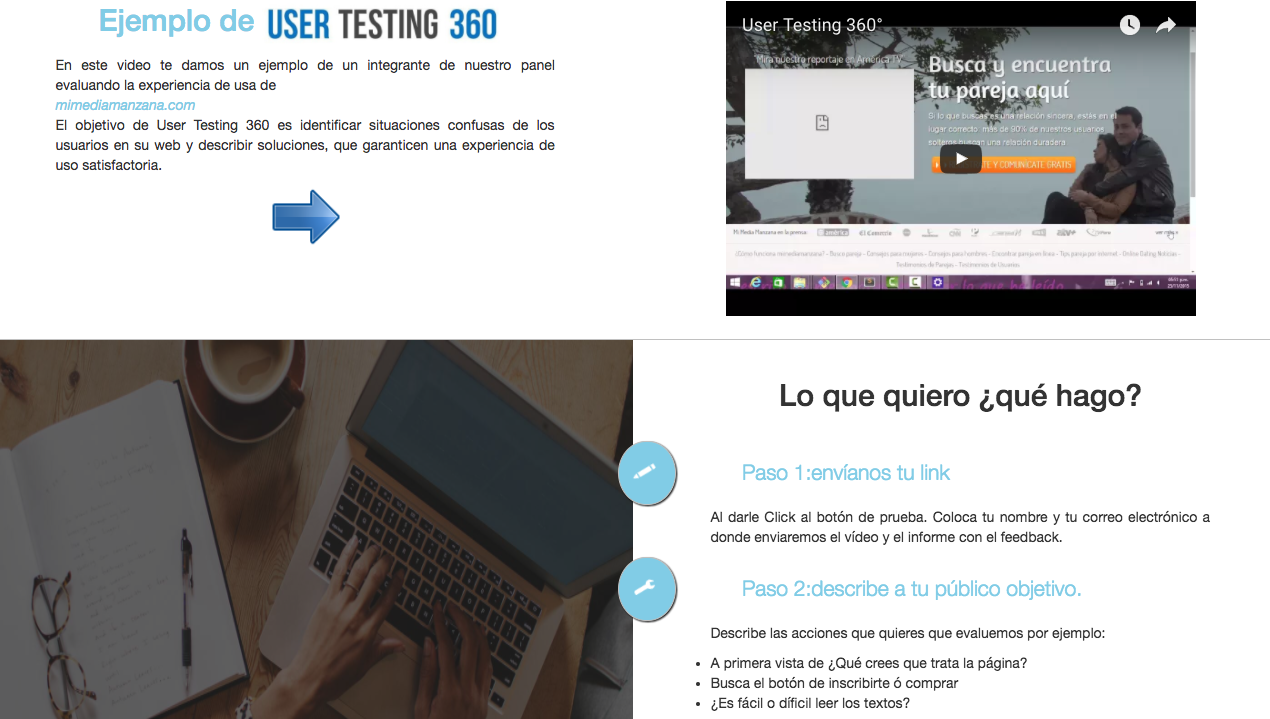 Ejemplo de USER TESTING 360
En este video te damos un ejemplo de un integrante de nuestro panel
evaluando la experiencia de usa de
mimediamanzana.com
El objetivo de User Testing 360 es identificar situaciones confusas de los
usuarios en su web y describir soluciones, que garanticen una experiencia de
uso satisfactoria.
User Testing 360°
Mira nuestro reportaje en America TV
Busca y encuentra
tu pareja aquí
Si lo que buscas es una relación sincera, estás en el
lugar correcto, más de 90% de nuestros usuarios
solteros buscan una relación duradera
Y COMUNICATE GRATIS
Mi Media Manzana en la prensa:
¿Cómo funciona mimediamanzana? - Busco pareja - Consejos para mujeres - Consejos para hombres - Encontrar pareja en línea - Tips pareja por internet - Online Dating Noticias -
Testimonios de Parejas - Testimonios de Usuarios
Lo que quiero ¿qué hago?
Paso 1:envíanos tu link
Al darle Click al botón de prueba. Coloca tu nombre y tu correo electrónico a
donde enviaremos el vídeo y el informe con el feedback.
Paso 2:describe a tu público objetivo.
Describe las acciones que quieres que evaluemos por ejemplo:
• A primera vista de ¿Qué crees que trata la página?
• Busca el botón de inscribirte ó comprar
• ¿Es fácil o díficil leer los textos?